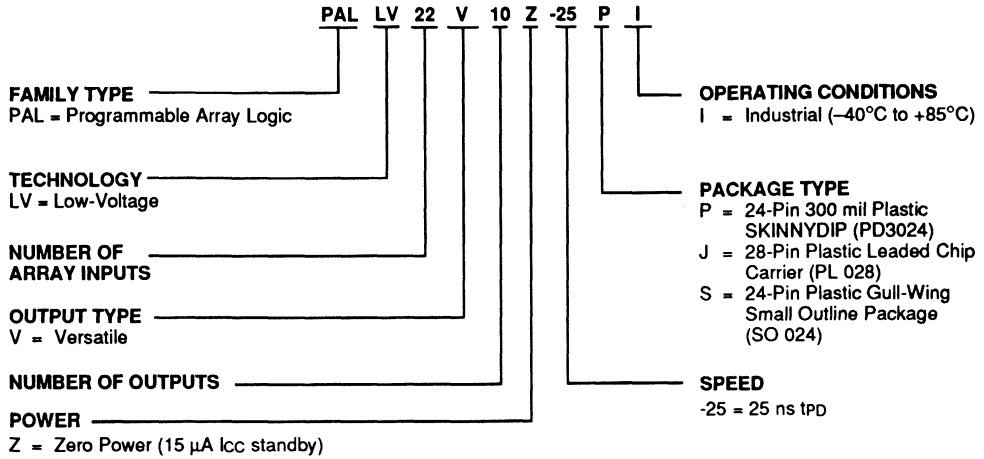 PAL LV 22 V 10 Z -25 P I
FAMILY TYPE
PAL = Programmable Array Logic
TECHNOLOGY
LV = Low-Voltage
NUMBER OF
ARRAY INPUTS
OUTPUT TYPE
V = Versatile
NUMBER OF OUTPUTS
POWER
Z = Zero Power (15 µA ICC standby)
OPERATING CONDITIONS
I = Industrial (–40°C to +85°C)
PACKAGE TYPE
P = 24-Pin 300 mil Plastic
SKINNYDIP (PD3024)
J = 28-Pin Plastic Leaded Chip
Carrier (PL 028)
S = 24-Pin Plastic Gull-Wing
Small Outline Package
(SO 024)
SPEED
-25 = 25 ns tPD